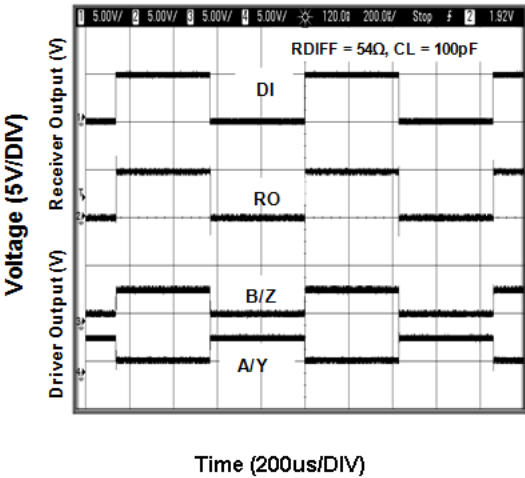 1 5.00V/ 2 5.00V/ 3 5.00V/ 4 5.00V/ 120.0s 200.0s/ Stop 2 1.92V
RDIFF = 54Ω, CL = 100pF
DI
RO
B/Z
A/Y
Voltage (5V/DIV)
Receiver Output (V)
Driver Output (V)
Time (200us/DIV)